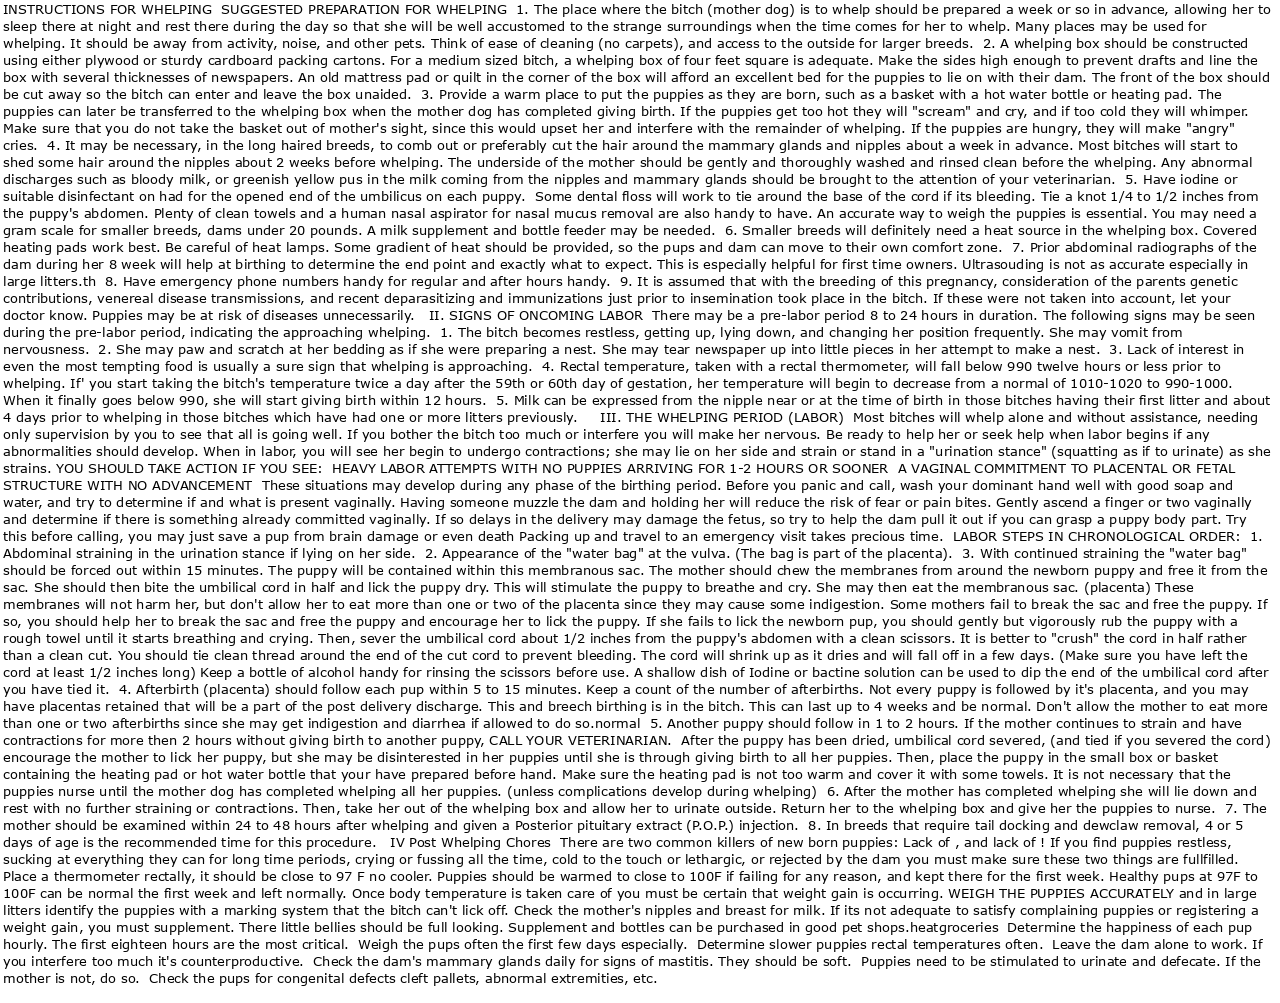 INSTRUCTIONS FOR WHELPING  SUGGESTED PREPARATION FOR WHELPING  1. The place where the bitch (mother dog) is to whelp should be prepared a week or so in advance, allowing her to
sleep there at night and rest there during the day so that she will be well accustomed to the strange surroundings when the time comes for her to whelp. Many places may be used for
whelping. It should be away from activity, noise, and other pets. Think of ease of cleaning (no carpets), and access to the outside for larger breeds.  2. A whelping box should be constructed
using either plywood or sturdy cardboard packing cartons. For a medium sized bitch, a whelping box of four feet square is adequate. Make the sides high enough to prevent drafts and line the
box with several thicknesses of newspapers. An old mattress pad or quilt in the corner of the box will afford an excellent bed for the puppies to lie on with their dam. The front of the box should
be cut away so the bitch can enter and leave the box unaided.  3. Provide a warm place to put the puppies as they are born, such as a basket with a hot water bottle or heating pad. The
puppies can later be transferred to the whelping box when the mother dog has completed giving birth. If the puppies get too hot they will "scream" and cry, and if too cold they will whimper.
Make sure that you do not take the basket out of mother's sight, since this would upset her and interfere with the remainder of whelping. If the puppies are hungry, they will make "angry"
cries.  4. It may be necessary, in the long haired breeds, to comb out or preferably cut the hair around the mammary glands and nipples about a week in advance. Most bitches will start to
shed some hair around the nipples about 2 weeks before whelping. The underside of the mother should be gently and thoroughly washed and rinsed clean before the whelping. Any abnormal
discharges such as bloody milk, or greenish yellow pus in the milk coming from the nipples and mammary glands should be brought to the attention of your veterinarian.  5. Have iodine or
suitable disinfectant on had for the opened end of the umbilicus on each puppy.  Some dental floss will work to tie around the base of the cord if its bleeding. Tie a knot 1/4 to 1/2 inches from
the puppy's abdomen. Plenty of clean towels and a human nasal aspirator for nasal mucus removal are also handy to have. An accurate way to weigh the puppies is essential. You may need a
gram scale for smaller breeds, dams under 20 pounds. A milk supplement and bottle feeder may be needed.  6. Smaller breeds will definitely need a heat source in the whelping box. Covered
heating pads work best. Be careful of heat lamps. Some gradient of heat should be provided, so the pups and dam can move to their own comfort zone.  7. Prior abdominal radiographs of the
dam during her 8 week will help at birthing to determine the end point and exactly what to expect. This is especially helpful for first time owners. Ultrasouding is not as accurate especially in
large litters.th  8. Have emergency phone numbers handy for regular and after hours handy.  9. It is assumed that with the breeding of this pregnancy, consideration of the parents genetic
contributions, venereal disease transmissions, and recent deparasitizing and immunizations just prior to insemination took place in the bitch. If these were not taken into account, let your
doctor know. Puppies may be at risk of diseases unnecessarily.   II. SIGNS OF ONCOMING LABOR  There may be a pre-labor period 8 to 24 hours in duration. The following signs may be seen
during the pre-labor period, indicating the approaching whelping.  1. The bitch becomes restless, getting up, lying down, and changing her position frequently. She may vomit from
nervousness.  2. She may paw and scratch at her bedding as if she were preparing a nest. She may tear newspaper up into little pieces in her attempt to make a nest.  3. Lack of interest in
even the most tempting food is usually a sure sign that whelping is approaching.  4. Rectal temperature, taken with a rectal thermometer, will fall below 990 twelve hours or less prior to
whelping. If' you start taking the bitch's temperature twice a day after the 59th or 60th day of gestation, her temperature will begin to decrease from a normal of 1010-1020 to 990-1000.
When it finally goes below 990, she will start giving birth within 12 hours.  5. Milk can be expressed from the nipple near or at the time of birth in those bitches having their first litter and about
4 days prior to whelping in those bitches which have had one or more litters previously.     III. THE WHELPING PERIOD (LABOR)  Most bitches will whelp alone and without assistance, needing
only supervision by you to see that all is going well. If you bother the bitch too much or interfere you will make her nervous. Be ready to help her or seek help when labor begins if any
abnormalities should develop. When in labor, you will see her begin to undergo contractions; she may lie on her side and strain or stand in a "urination stance" (squatting as if to urinate) as she
strains. YOU SHOULD TAKE ACTION IF YOU SEE:  HEAVY LABOR ATTEMPTS WITH NO PUPPIES ARRIVING FOR 1-2 HOURS OR SOONER  A VAGINAL COMMITMENT TO PLACENTAL OR FETAL
STRUCTURE WITH NO ADVANCEMENT  These situations may develop during any phase of the birthing period. Before you panic and call, wash your dominant hand well with good soap and
water, and try to determine if and what is present vaginally. Having someone muzzle the dam and holding her will reduce the risk of fear or pain bites. Gently ascend a finger or two vaginally
and determine if there is something already committed vaginally. If so delays in the delivery may damage the fetus, so try to help the dam pull it out if you can grasp a puppy body part. Try
this before calling, you may just save a pup from brain damage or even death Packing up and travel to an emergency visit takes precious time.  LABOR STEPS IN CHRONOLOGICAL ORDER:  1.
Abdominal straining in the urination stance if lying on her side.  2. Appearance of the "water bag" at the vulva. (The bag is part of the placenta).  3. With continued straining the "water bag"
should be forced out within 15 minutes. The puppy will be contained within this membranous sac. The mother should chew the membranes from around the newborn puppy and free it from the
sac. She should then bite the umbilical cord in half and lick the puppy dry. This will stimulate the puppy to breathe and cry. She may then eat the membranous sac. (placenta) These
membranes will not harm her, but don't allow her to eat more than one or two of the placenta since they may cause some indigestion. Some mothers fail to break the sac and free the puppy. If
so, you should help her to break the sac and free the puppy and encourage her to lick the puppy. If she fails to lick the newborn pup, you should gently but vigorously rub the puppy with a
rough towel until it starts breathing and crying. Then, sever the umbilical cord about 1/2 inches from the puppy's abdomen with a clean scissors. It is better to "crush" the cord in half rather
than a clean cut. You should tie clean thread around the end of the cut cord to prevent bleeding. The cord will shrink up as it dries and will fall off in a few days. (Make sure you have left the
cord at least 1/2 inches long) Keep a bottle of alcohol handy for rinsing the scissors before use. A shallow dish of Iodine or bactine solution can be used to dip the end of the umbilical cord after
you have tied it.  4. Afterbirth (placenta) should follow each pup within 5 to 15 minutes. Keep a count of the number of afterbirths. Not every puppy is followed by it's placenta, and you may
have placentas retained that will be a part of the post delivery discharge. This and breech birthing is in the bitch. This can last up to 4 weeks and be normal. Don't allow the mother to eat more
than one or two afterbirths since she may get indigestion and diarrhea if allowed to do so.normal  5. Another puppy should follow in 1 to 2 hours. If the mother continues to strain and have
contractions for more then 2 hours without giving birth to another puppy, CALL YOUR VETERINARIAN.  After the puppy has been dried, umbilical cord severed, (and tied if you severed the cord)
encourage the mother to lick her puppy, but she may be disinterested in her puppies until she is through giving birth to all her puppies. Then, place the puppy in the small box or basket
containing the heating pad or hot water bottle that your have prepared before hand. Make sure the heating pad is not too warm and cover it with some towels. It is not necessary that the
puppies nurse until the mother dog has completed whelping all her puppies. (unless complications develop during whelping)  6. After the mother has completed whelping she will lie down and
rest with no further straining or contractions. Then, take her out of the whelping box and allow her to urinate outside. Return her to the whelping box and give her the puppies to nurse.  7. The
mother should be examined within 24 to 48 hours after whelping and given a Posterior pituitary extract (P.O.P.) injection.  8. In breeds that require tail docking and dewclaw removal, 4 or 5
days of age is the recommended time for this procedure.   IV Post Whelping Chores  There are two common killers of new born puppies: Lack of , and lack of ! If you find puppies restless,
sucking at everything they can for long time periods, crying or fussing all the time, cold to the touch or lethargic, or rejected by the dam you must make sure these two things are fullfilled.
Place a thermometer rectally, it should be close to 97 F no cooler. Puppies should be warmed to close to 100F if failing for any reason, and kept there for the first week. Healthy pups at 97F to
100F can be normal the first week and left normally. Once body temperature is taken care of you must be certain that weight gain is occurring. WEIGH THE PUPPIES ACCURATELY and in large
litters identify the puppies with a marking system that the bitch can't lick off. Check the mother's nipples and breast for milk. If its not adequate to satisfy complaining puppies or registering a
weight gain, you must supplement. There little bellies should be full looking. Supplement and bottles can be purchased in good pet shops.heatgroceries  Determine the happiness of each pup
hourly. The first eighteen hours are the most critical.  Weigh the pups often the first few days especially.  Determine slower puppies rectal temperatures often.  Leave the dam alone to work. If
you interfere too much it's counterproductive.  Check the dam's mammary glands daily for signs of mastitis. They should be soft.  Puppies need to be stimulated to urinate and defecate. If the
mother is not, do so.  Check the pups for congenital defects cleft pallets, abnormal extremities, etc.